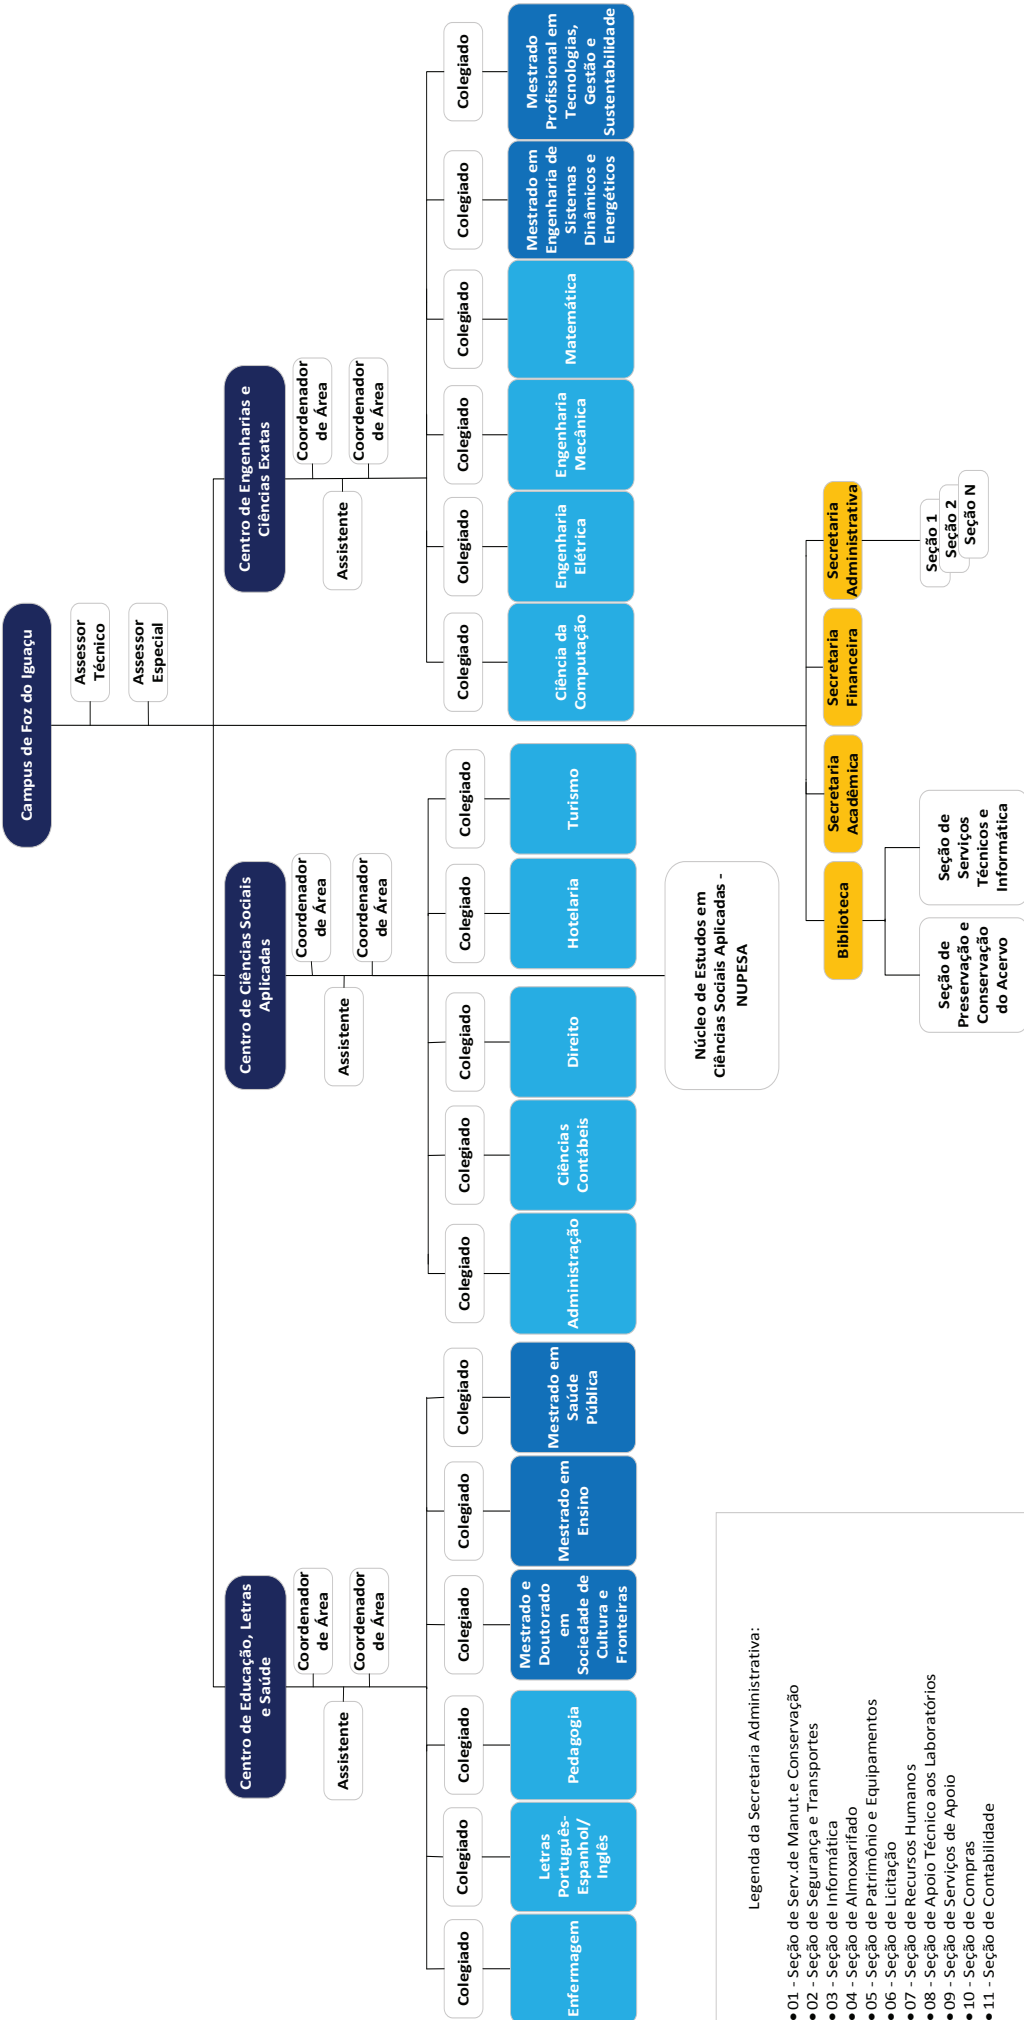 Campus de Foz do Iguaçu
Assessor
Técnico
Assessor
Especial
Centro de Educação, Letras
e Saúde
Coordenador
de Área
Assistente
Coordenador
de Área
Colegiado
Colegiado
Colegiado
Colegiado
Colegiado
Colegiado
Enfermagem
Letras
Português-
Espanhol/
Inglês
Pedagogia
Mestrado e
Doutorado
em
Sociedade de
Cultura e
Fronteiras
Mestrado em
Ensino
Mestrado em
Saúde
Pública
Centro de Ciências Sociais
Aplicadas
Coordenador
de Área
Assistente
Coordenador
de Área
Colegiado
Colegiado
Colegiado
Colegiado
Colegiado
Administração
Ciências
Contábeis
Direito
Hotelaria
Turismo
Núcleo de Estudos em
Ciências Sociais Aplicadas -
NUPESA
Centro de Engenharias e
Ciências Exatas
Coordenador
de Área
Assistente
Coordenador
de Área
Colegiado
Colegiado
Colegiado
Colegiado
Colegiado
Colegiado
Ciência da
Computação
Engenharia
Elétrica
Engenharia
Mecânica
Matemática
Mestrado em
Engenharia de
Sistemas
Dinâmicos e
Energéticos
Mestrado
Profissional em
Tecnologias,
Gestão e
Sustentabilidade
Biblioteca
Secretaria
Acadêmica
Secretaria
Financeira
Secretaria
Administrativa
Seção de
Preservação e
Conservação
do Acervo
Seção de
Serviços
Técnicos e
Informática
Seção 1
Seção 2
Seção N
Legenda da Secretaria Administrativa:
• 01 - Seção de Serv.de Manut.e Conservação
• 02 - Seção de Segurança e Transportes
• 03 - Seção de Informática
• 04 - Seção de Almoxarifado
• 05 - Seção de Patrimônio e Equipamentos
• 06 - Seção de Licitação
• 07 - Seção de Recursos Humanos
• 08 - Seção de Apoio Técnico aos Laboratórios
• 09 - Seção de Serviços de Apoio
• 10 - Seção de Compras
• 11 - Seção de Contabilidade